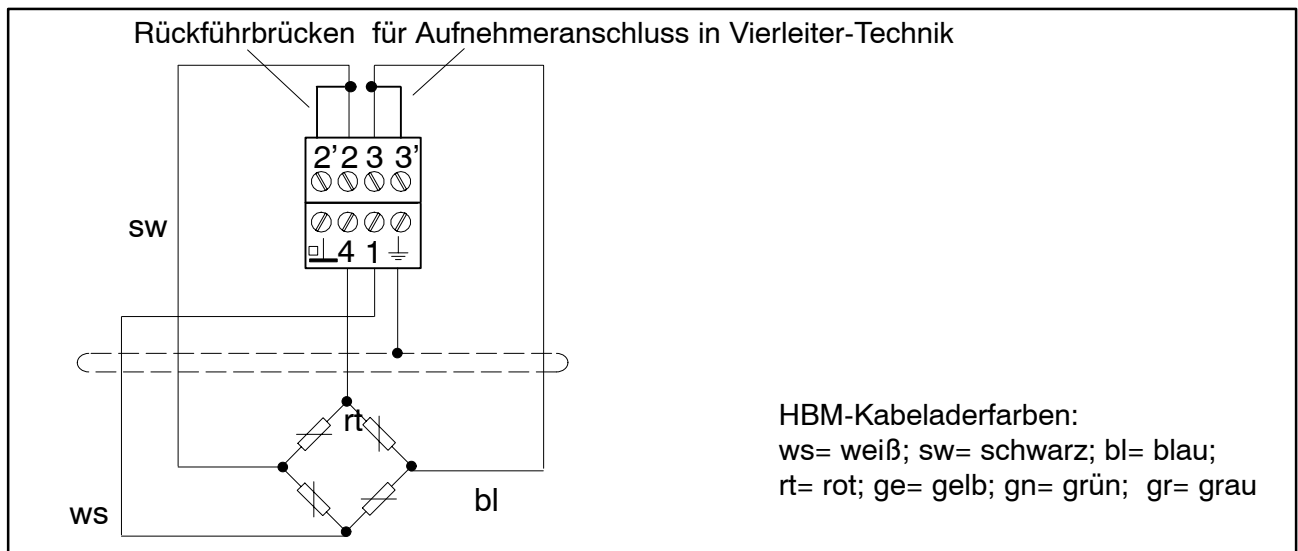 Rückführbrücken für Aufnehmeranschluss in Vierleiter-Technik
2' 2 3 3'
sw
4 1
rt
HBM-Kabeladerfarben:
ws= weiß; sw= schwarz; bl= blau;
rt= rot; ge= gelb; gn= grün; gr= grau
bl
ws